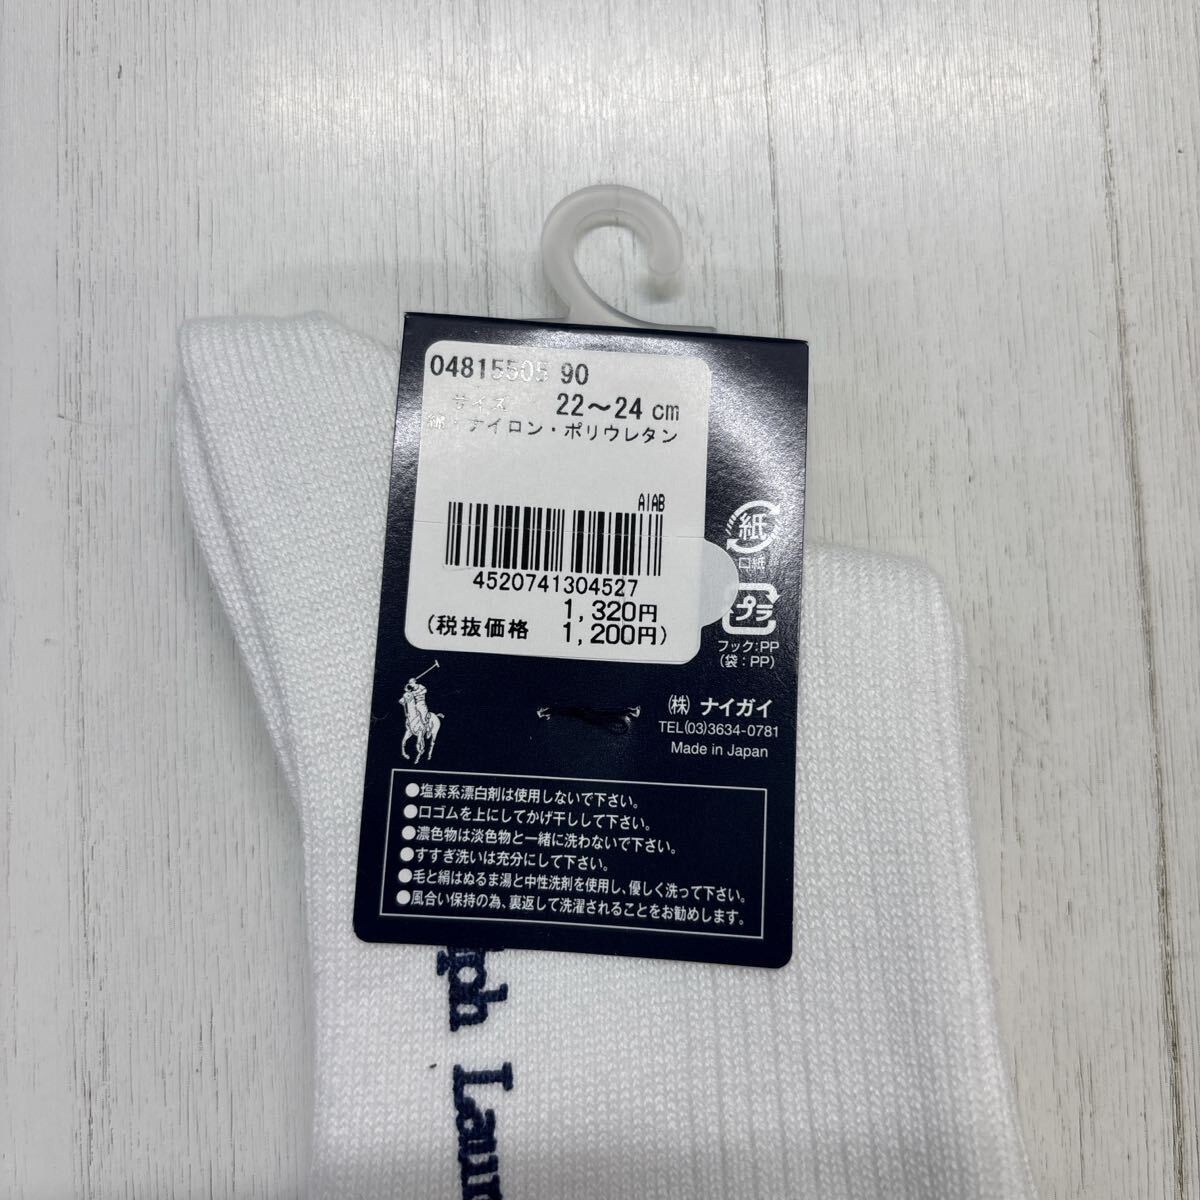 04815505 90
サイズ 22～24 cm
綿・ナイロン・ポリウレタン
AIAB
4520741304527
1,320円
(税抜価格 1,200円)
紙
口紙
プラ
フック:PP
(袋:PP)
(株) ナイガイ
TEL(03)3634-0781
Made in Japan
●塩素系漂白剤は使用しないで下さい。
●口ゴムを上にしてかげ干しして下さい。
●濃色物は淡色物と一緒に洗わないで下さい。
●すすぎ洗いは充分にして下さい。
●毛と絹はぬるま湯と中性洗剤を使用し、優しく洗って下さい。
●風合い保持の為、裏返して洗濯されることをお勧めします。